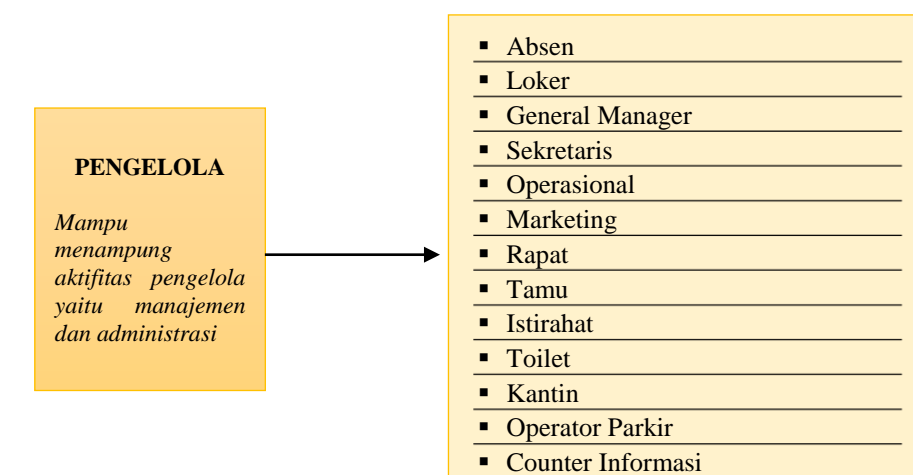 PENGELOLA
Mampu
menampung
aktifitas pengelola
yaitu manajemen
dan administrasi
▪ Absen
▪ Loker
▪ General Manager
▪ Sekretaris
▪ Operasional
▪ Marketing
▪ Rapat
▪ Tamu
▪ Istirahat
▪ Toilet
▪ Kantin
▪ Operator Parkir
▪ Counter Informasi